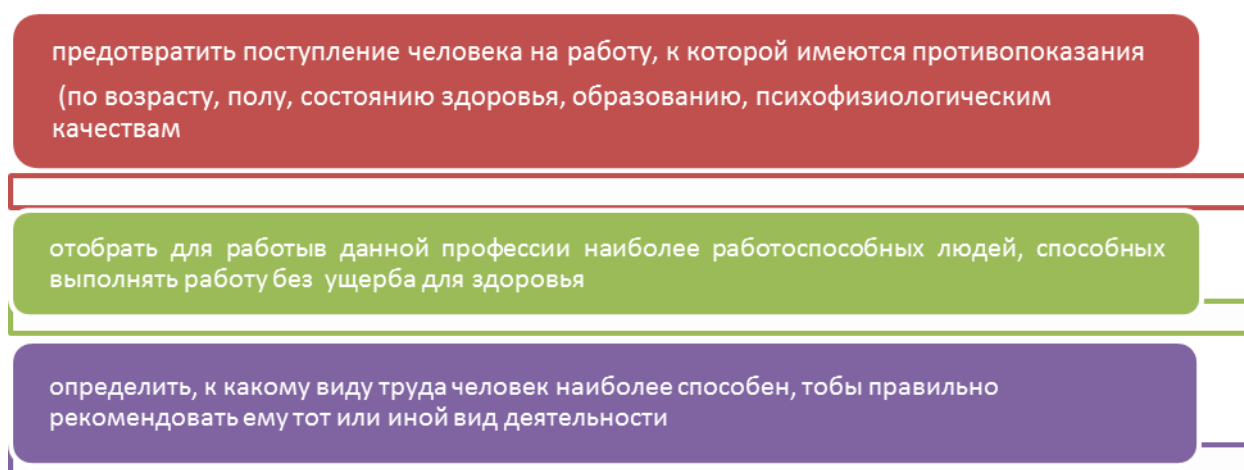 предотвратить поступление человека на работу, к которой имеются противопоказания
(по возрасту, полу, состоянию здоровья, образованию, психофизиологическим
качествам
отобрать для работыв данной профессии наиболее работоспособных людей, способных
выполнять работу без ущерба для здоровья
определить, к какому виду труда человек наиболее способен, тобы правильно
рекомендовать ему тот или иной вид деятельности